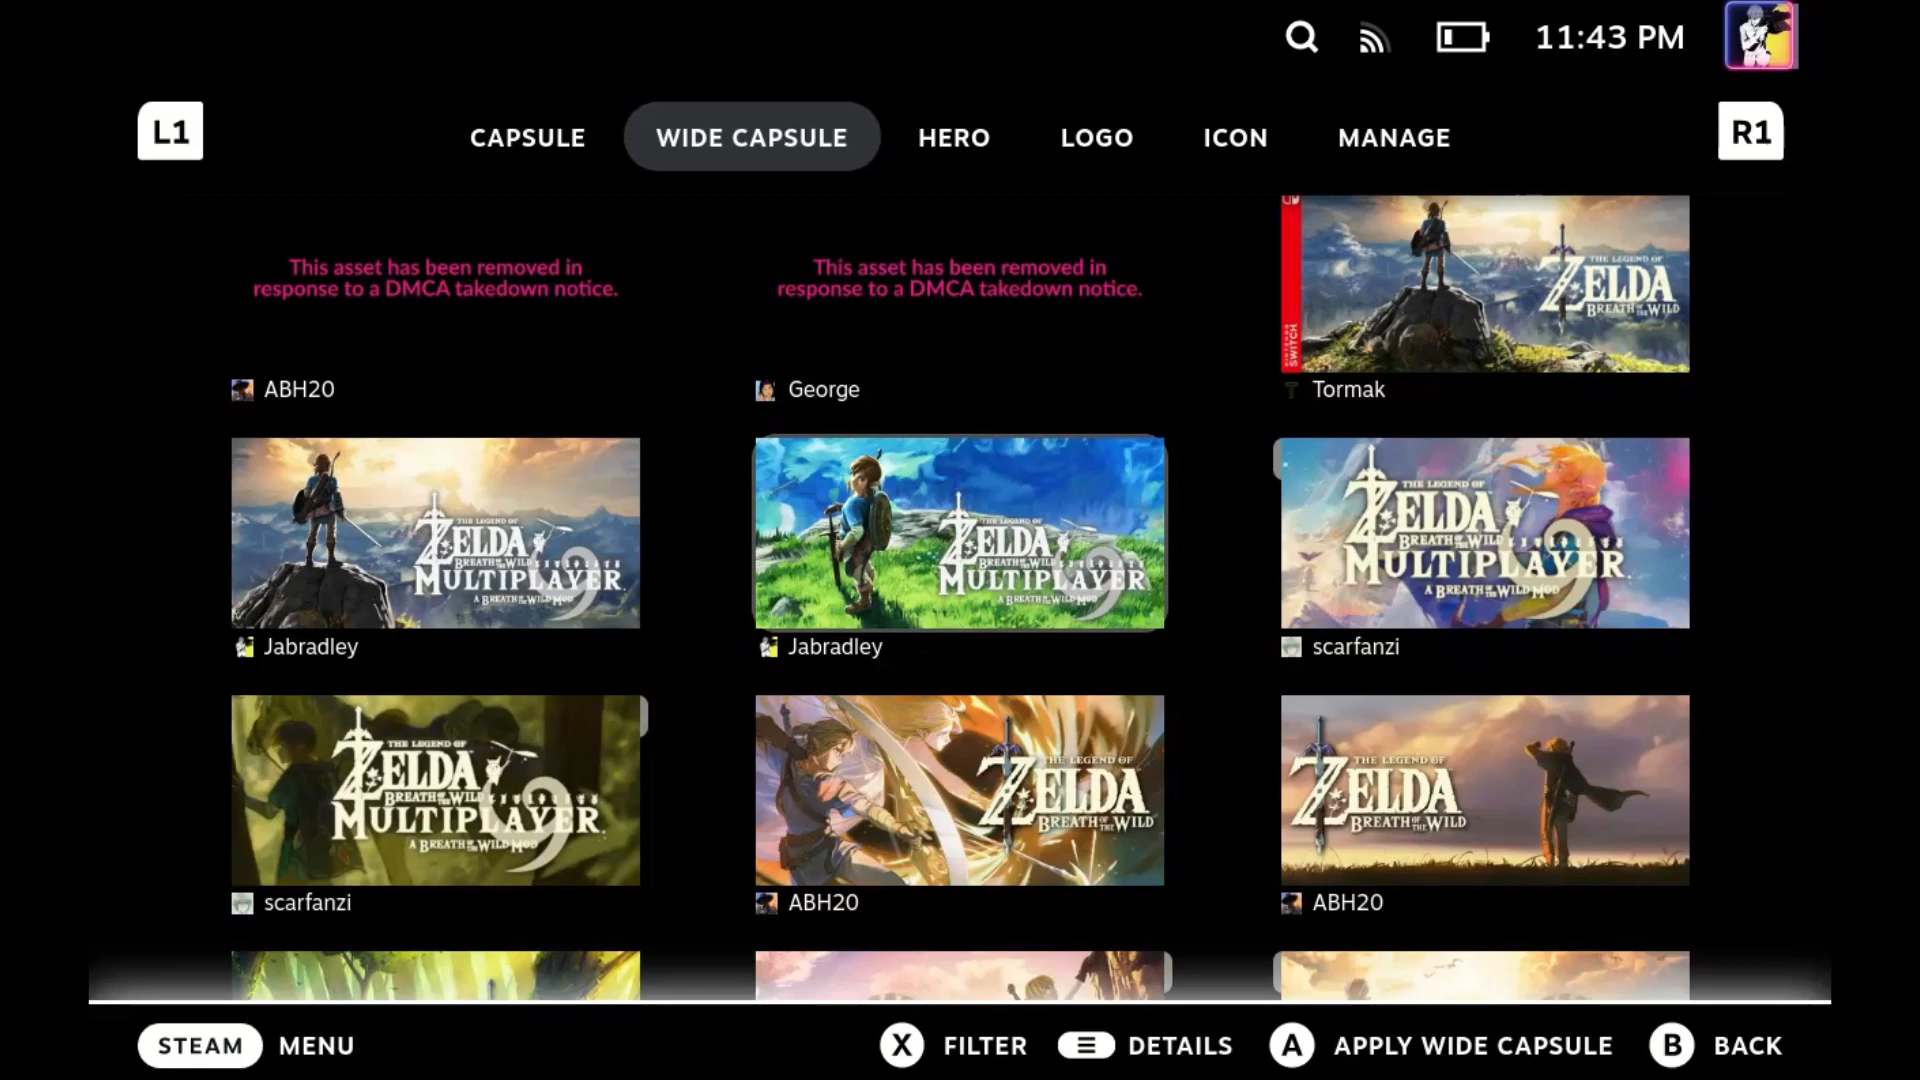 11:43 PM
L1
CAPSULE
WIDE CAPSULE
HERO
LOGO
ICON
MANAGE
R1
This asset has been removed in
response to a DMCA takedown notice.
This asset has been removed in
response to a DMCA takedown notice.
NINTENDO
SWITCH
THE LEGEND OF
ZELDA
BREATH OF THE WILD
ABH20
George
Tormak
THE LEGEND OF
ZELDA
BREATH OF THE WILD
MULTIPLAYER
A BREATH OF THE WILD MOD
THE LEGEND OF
ZELDA
BREATH OF THE WILD
MULTIPLAYER
A BREATH OF THE WILD MOD
THE LEGEND OF
ZELDA
BREATH OF THE WILD
MULTIPLAYER
A BREATH OF THE WILD MOD
Jabradley
Jabradley
scarfanzi
THE LEGEND OF
ZELDA
BREATH OF THE WILD
MULTIPLAYER
A BREATH OF THE WILD MOD
THE LEGEND OF
ZELDA
BREATH OF THE WILD
THE LEGEND OF
ZELDA
BREATH OF THE WILD
scarfanzi
ABH20
ABH20
STEAM MENU
X FILTER
DETAILS
A APPLY WIDE CAPSULE
B BACK